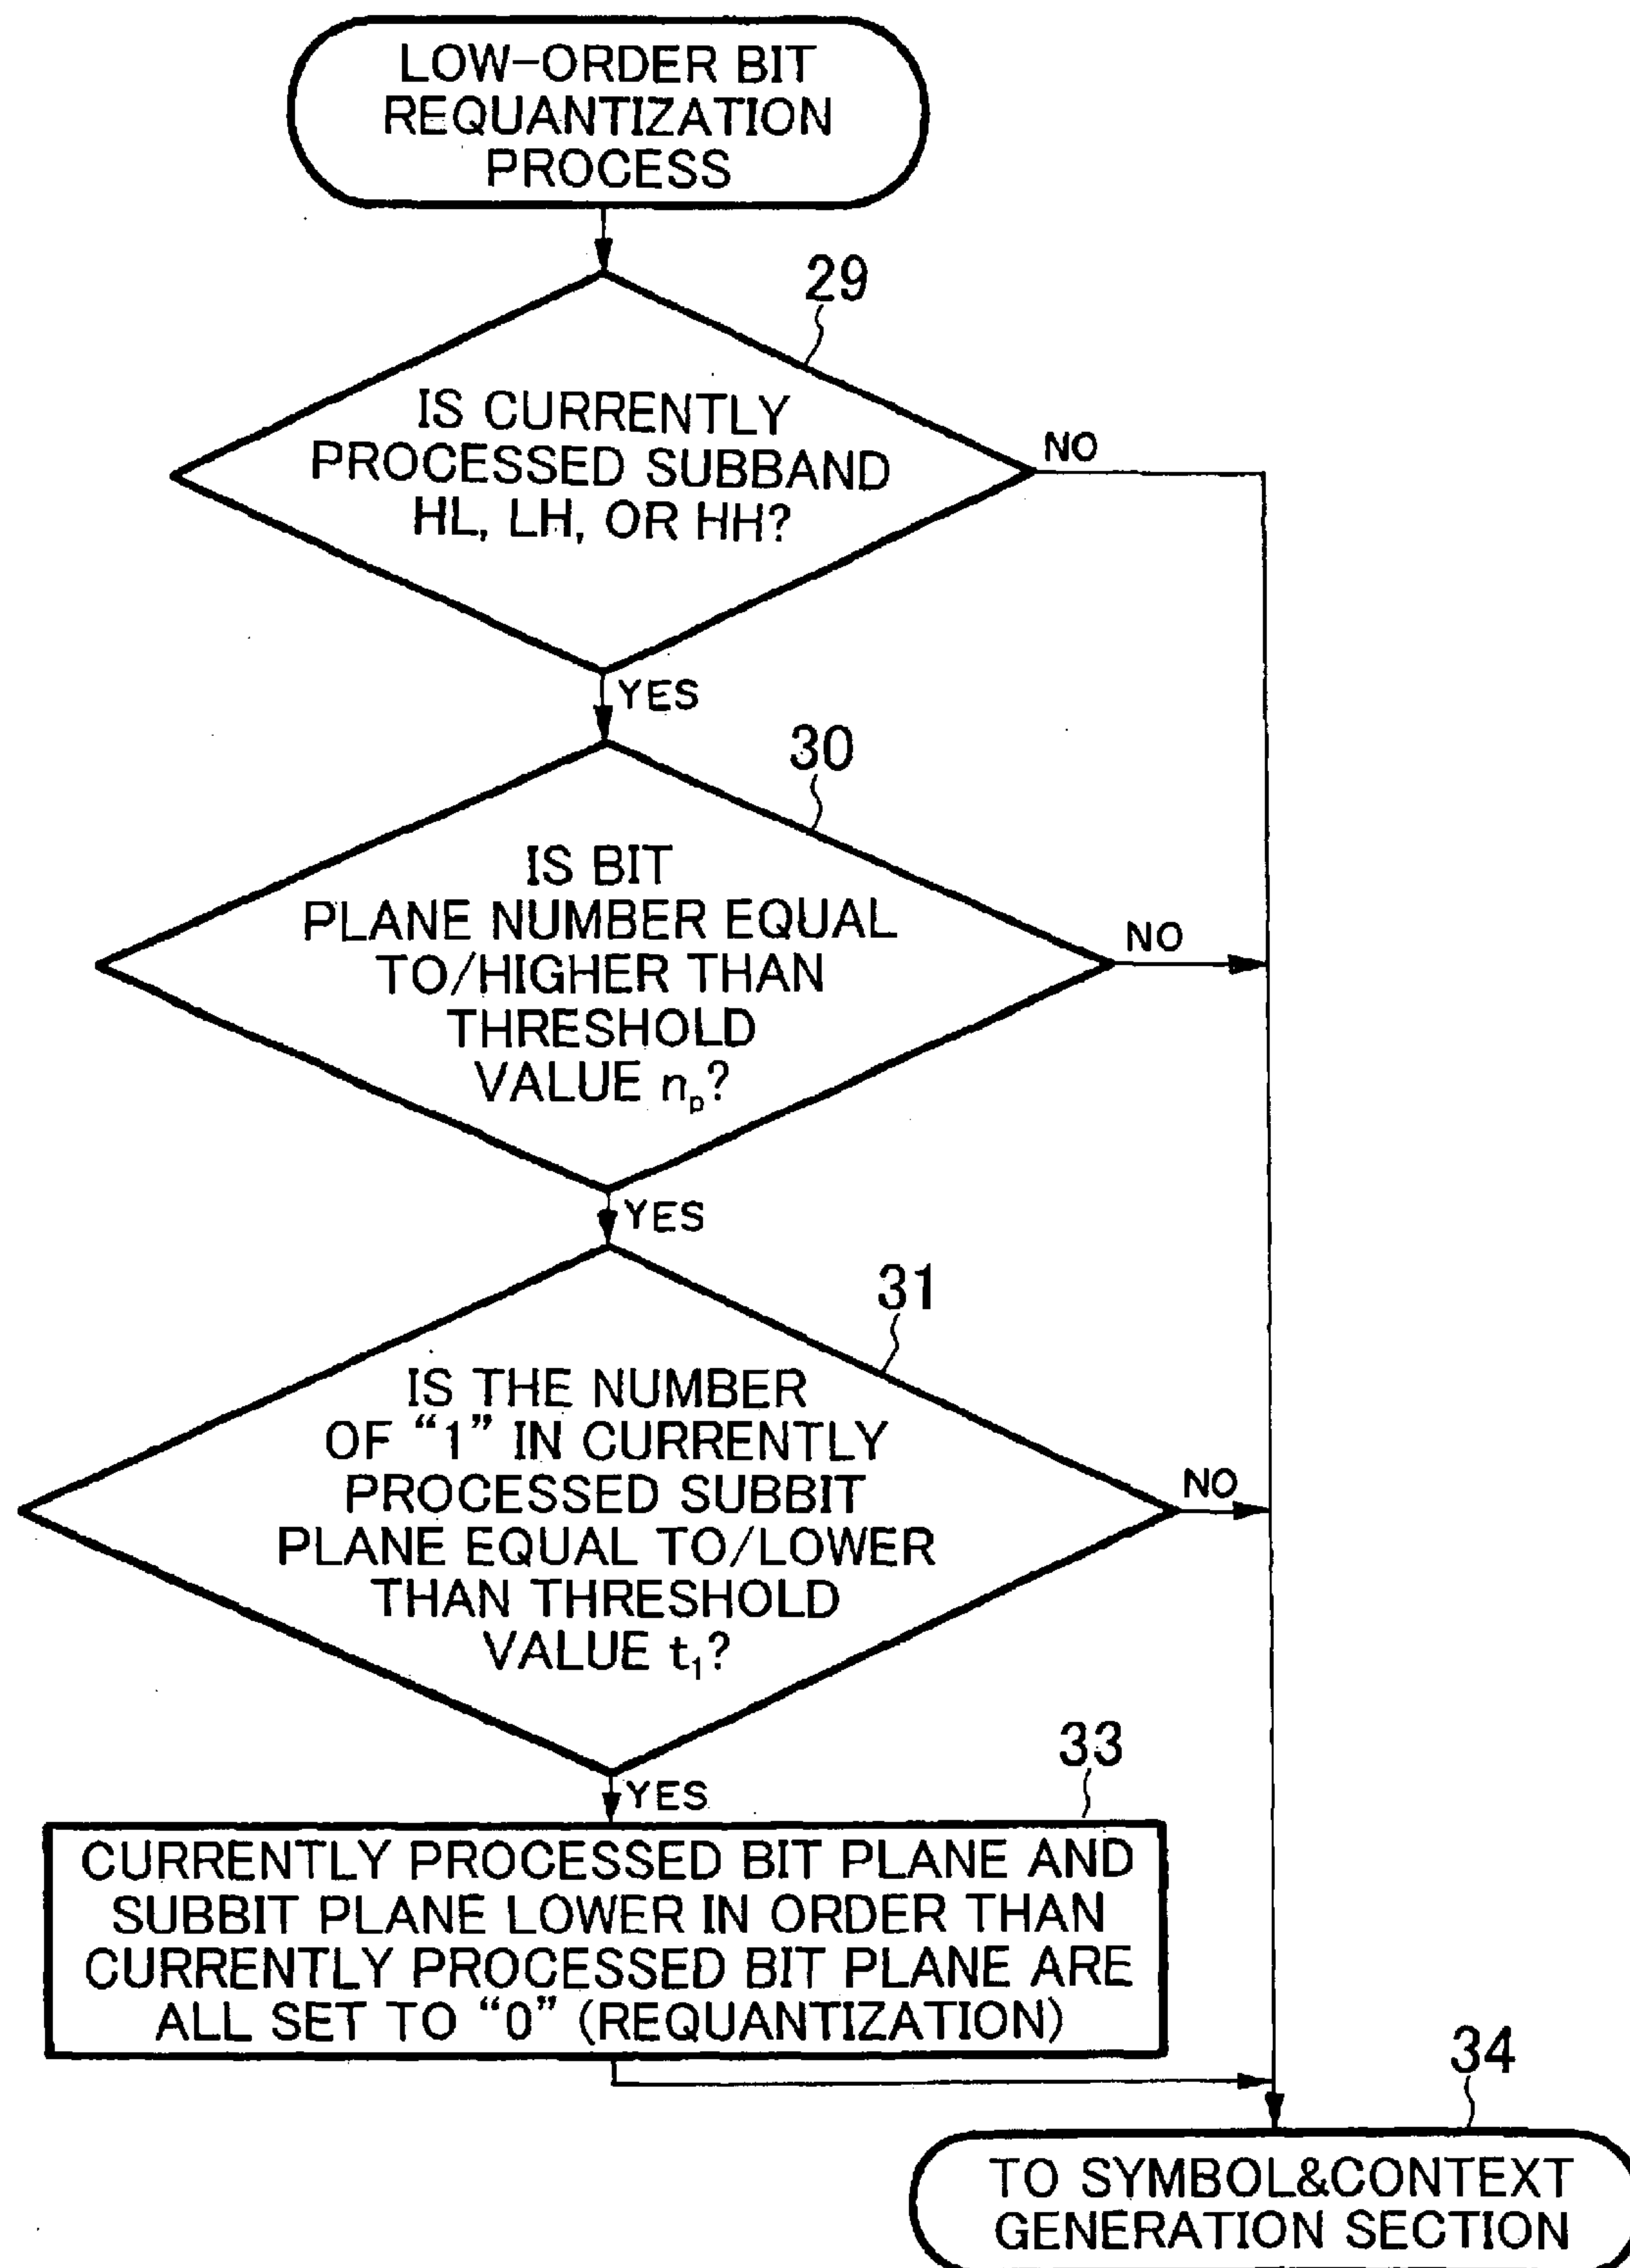 LOW-ORDER BIT
REQUANTIZATION
PROCESS
29
IS CURRENTLY
PROCESSED SUBBAND
HL, LH, OR HH?
NO
YES
30
IS BIT
PLANE NUMBER EQUAL
TO/HIGHER THAN
THRESHOLD
VALUE nₚ?
NO
YES
31
IS THE NUMBER
OF “1” IN CURRENTLY
PROCESSED SUBBIT
PLANE EQUAL TO/LOWER
THAN THRESHOLD
VALUE t₁?
NO
YES
33
CURRENTLY PROCESSED BIT PLANE AND
SUBBIT PLANE LOWER IN ORDER THAN
CURRENTLY PROCESSED BIT PLANE ARE
ALL SET TO “0” (REQUANTIZATION)
34
TO SYMBOL&CONTEXT
GENERATION SECTION